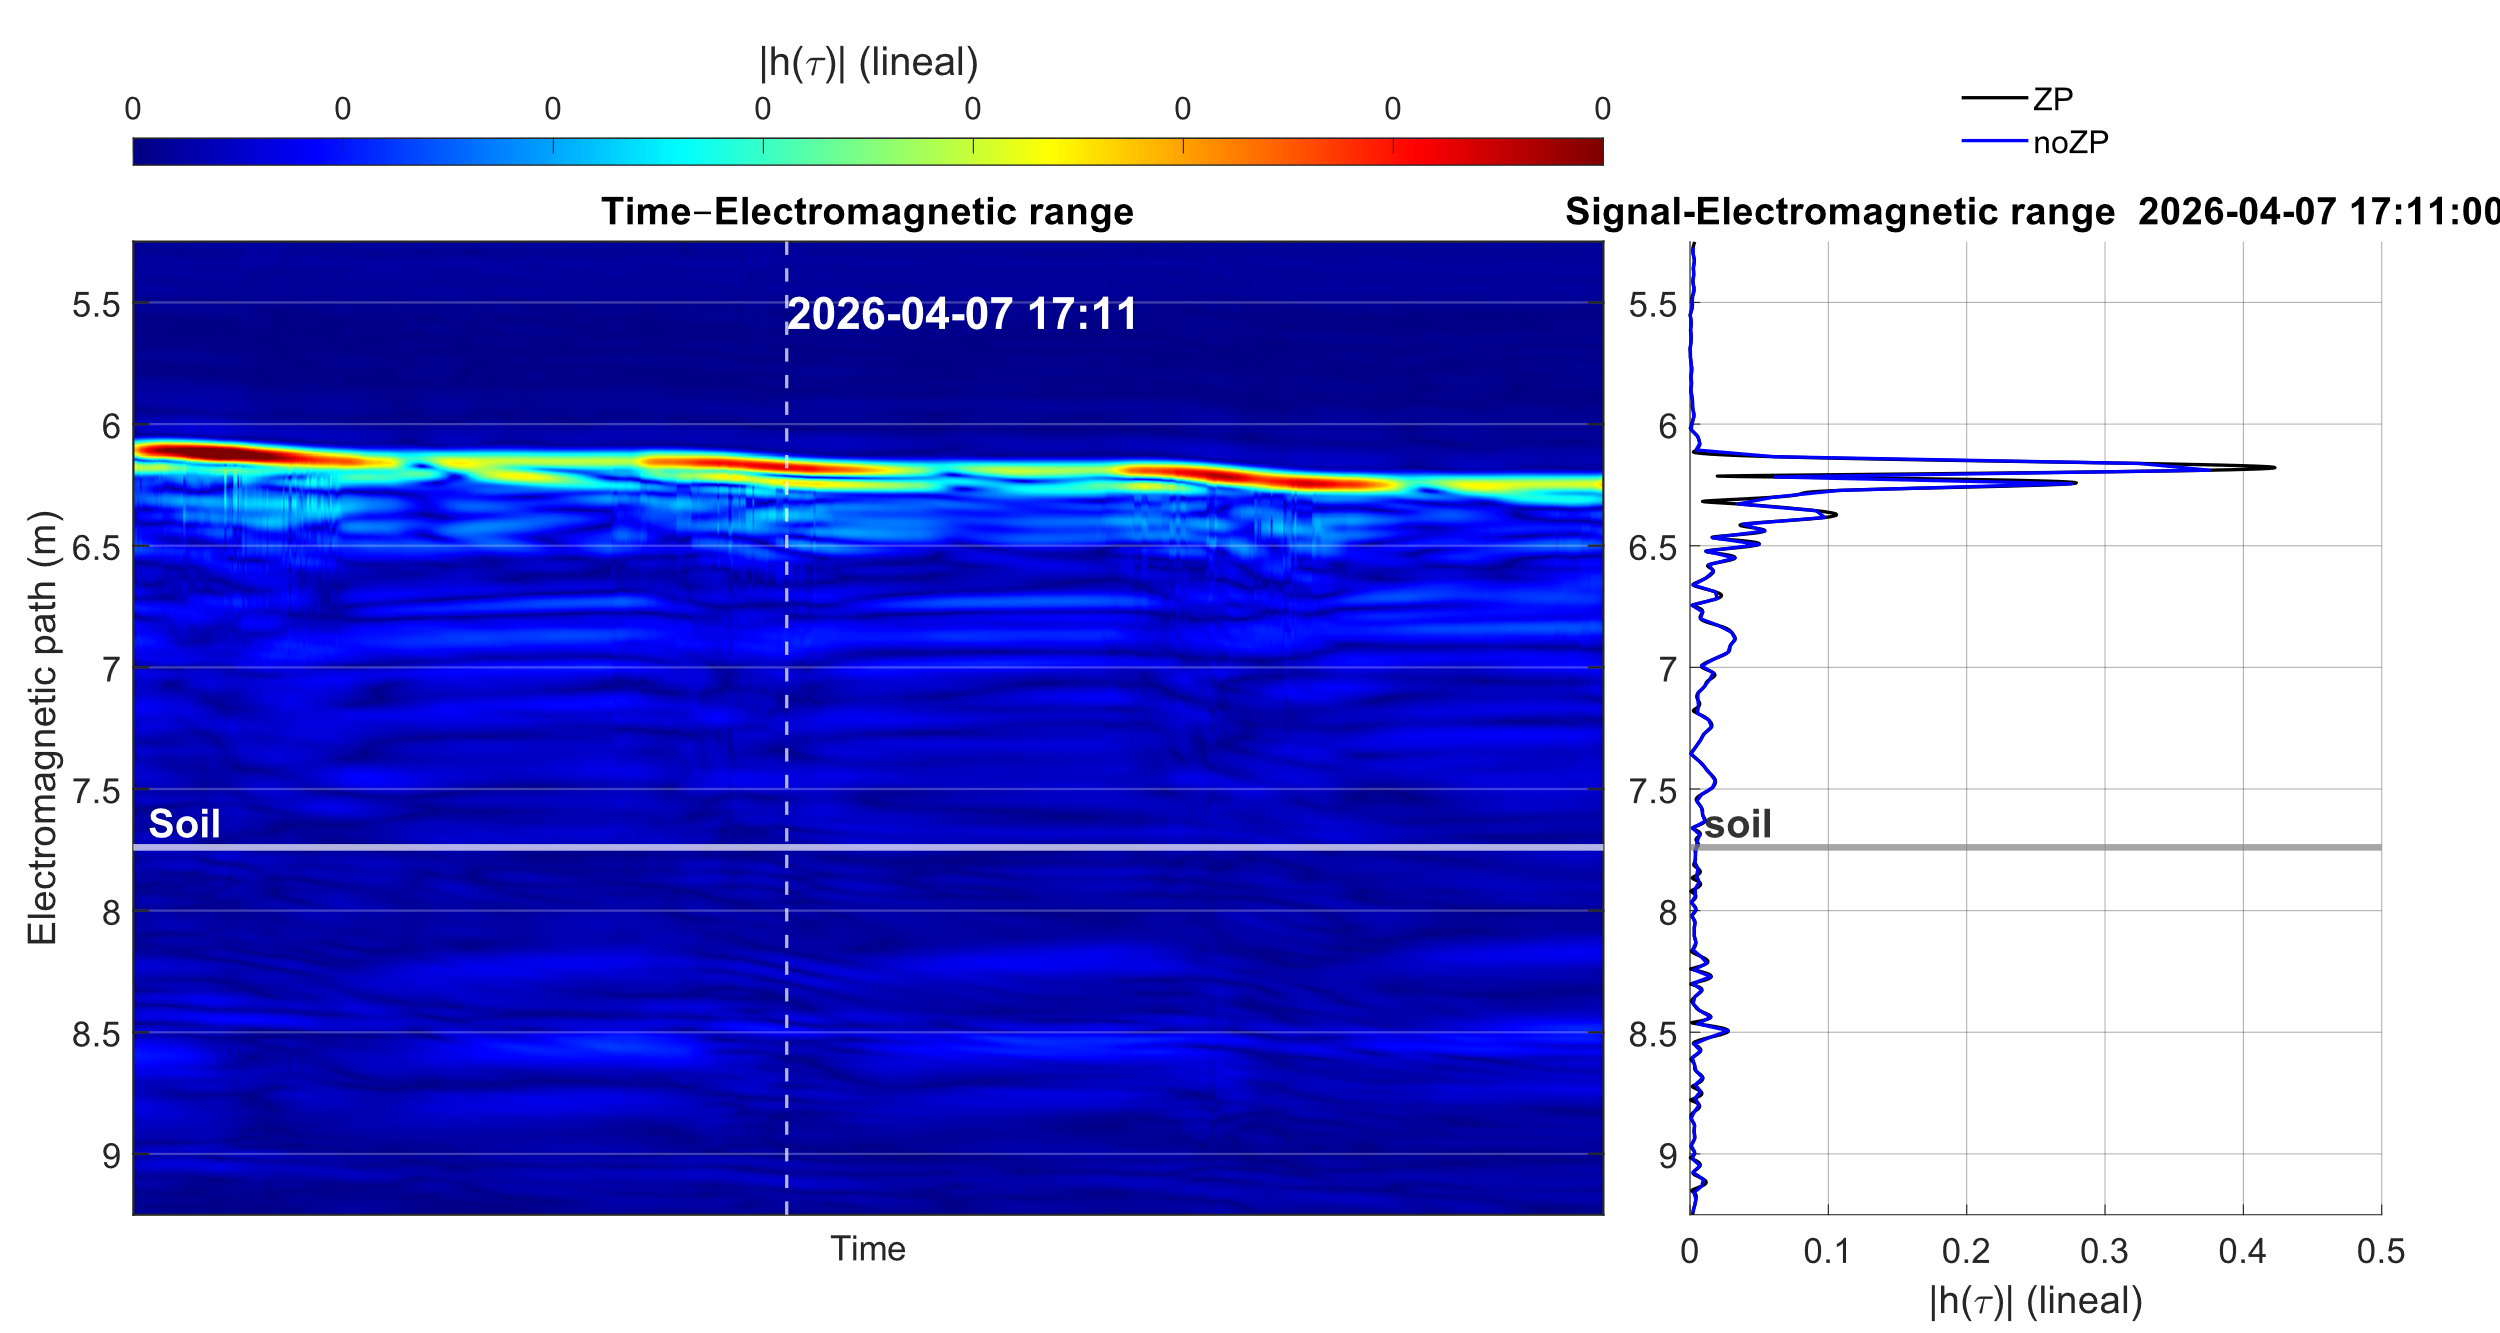 |h(τ)| (lineal)
0 0 0 0 0 0 0 0
ZP
noZP
Time−Electromagnetic range
Signal-Electromagnetic range 2026-04-07 17:11:00
2026-04-07 17:11
Electromagnetic path (m)
5.5
6
6.5
7
7.5
8
8.5
9
Soil
Time
5.5
6
6.5
7
7.5
8
8.5
9
soil
0 0.1 0.2 0.3 0.4 0.5
|h(τ)| (lineal)